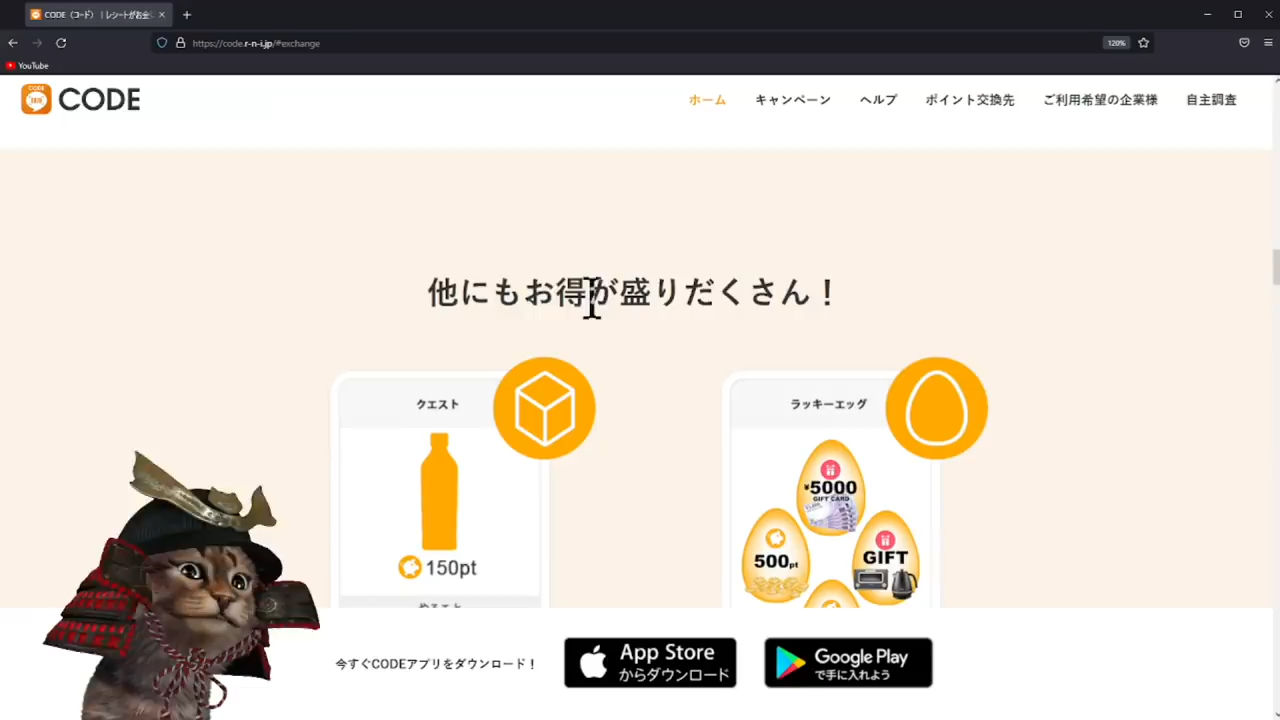 CODE（コード）｜レシートがお金に
https://code.r-n-i.jp/#exchange
120%
YouTube
CODE
ホーム
キャンペーン
ヘルプ
ポイント交換先
ご利用希望の企業様
自主調査
他にもお得が盛りだくさん！
クエスト
150pt
ラッキーエッグ
¥5000
GIFT CARD
500pt
GIFT
今すぐCODEアプリをダウンロード！
App Store
からダウンロード
Google Play
で手に入れよう